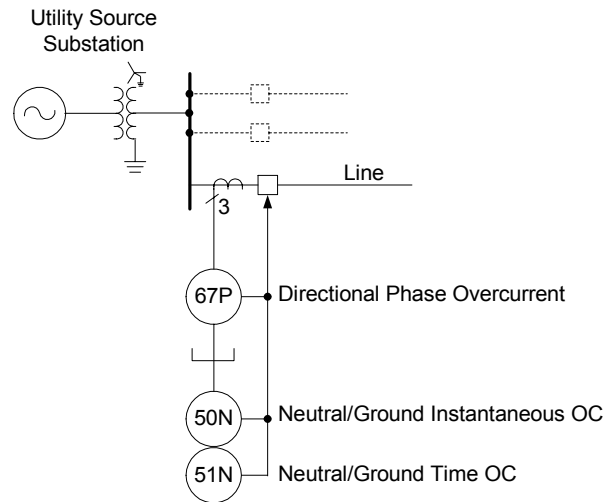 Utility Source
Substation
Line
3
67P
Directional Phase Overcurrent
50N
Neutral/Ground Instantaneous OC
51N
Neutral/Ground Time OC